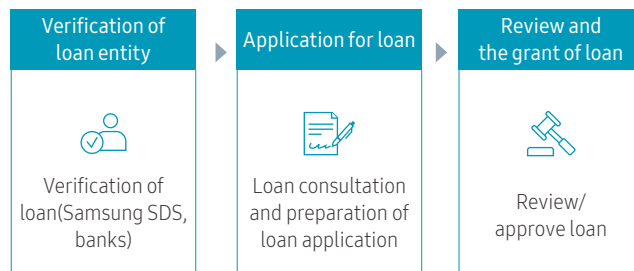 Verification of
loan entity
Application for loan
Review and
the grant of loan
Verification of
loan(Samsung SDS,
banks)
Loan consultation
and preparation of
loan application
Review/
approve loan